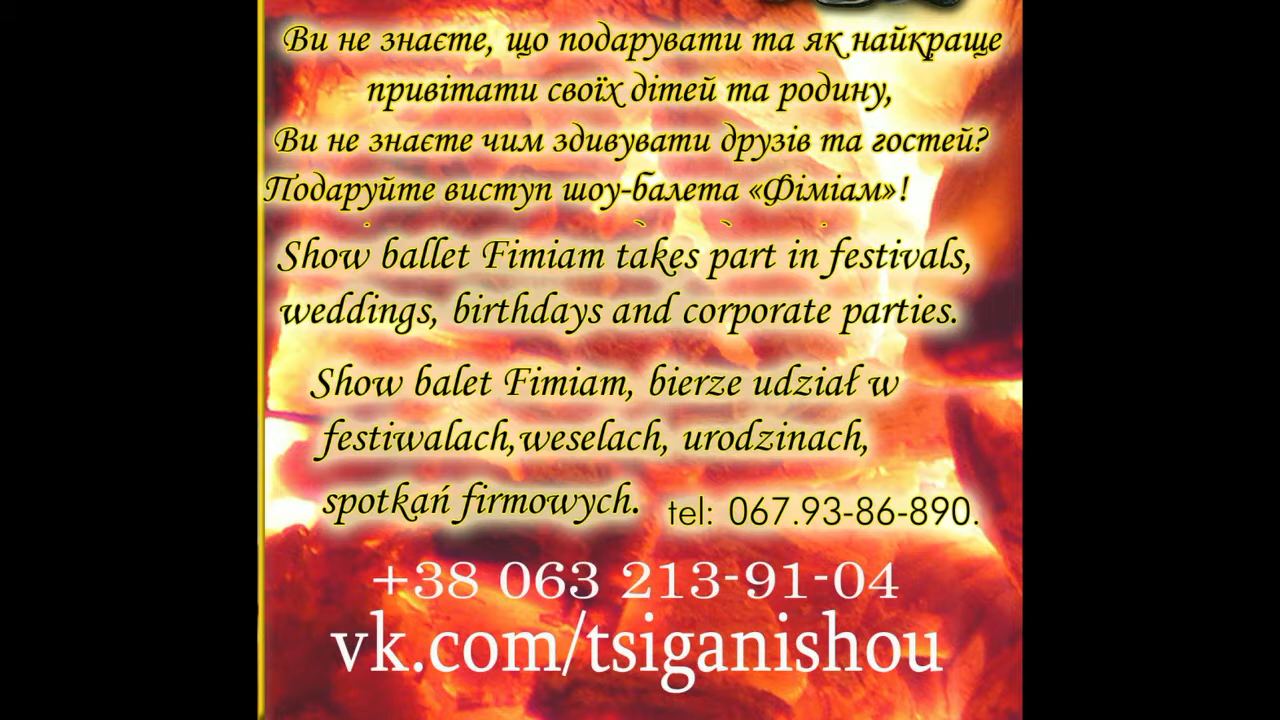 Ви не знаєте, що подарувати та як найкраще
привітати своїх дітей та родину,
Ви не знаєте чим здивувати друзів та гостей?
Подаруйте виступ шоу-балета «Фіміам»!
Show ballet Fimiam takes part in festivals,
weddings, birthdays and corporate parties.
Show balet Fimiam, bierze udział w
festiwalach,weselach, urodzinach,
spotkań firmowych.
tel: 067.93-86-890.
+38 063 213-91-04
vk.com/tsiganishou